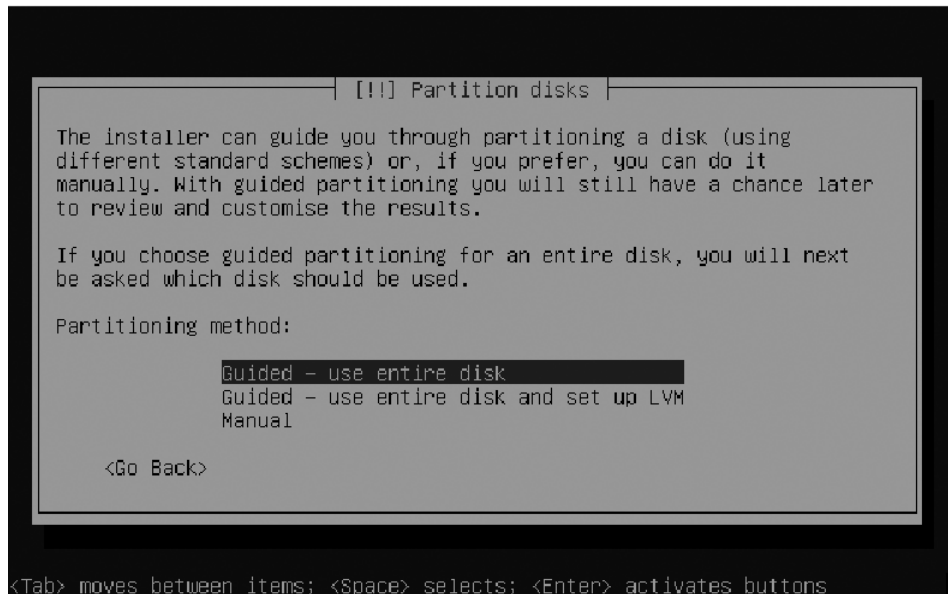 [!!] Partition disks
The installer can guide you through partitioning a disk (using
different standard schemes) or, if you prefer, you can do it
manually. With guided partitioning you will still have a chance later
to review and customise the results.
If you choose guided partitioning for an entire disk, you will next
be asked which disk should be used.
Partitioning method:
Guided – use entire disk
Guided – use entire disk and set up LVM
Manual
<Go Back>
<Tab> moves between items; <Space> selects; <Enter> activates buttons